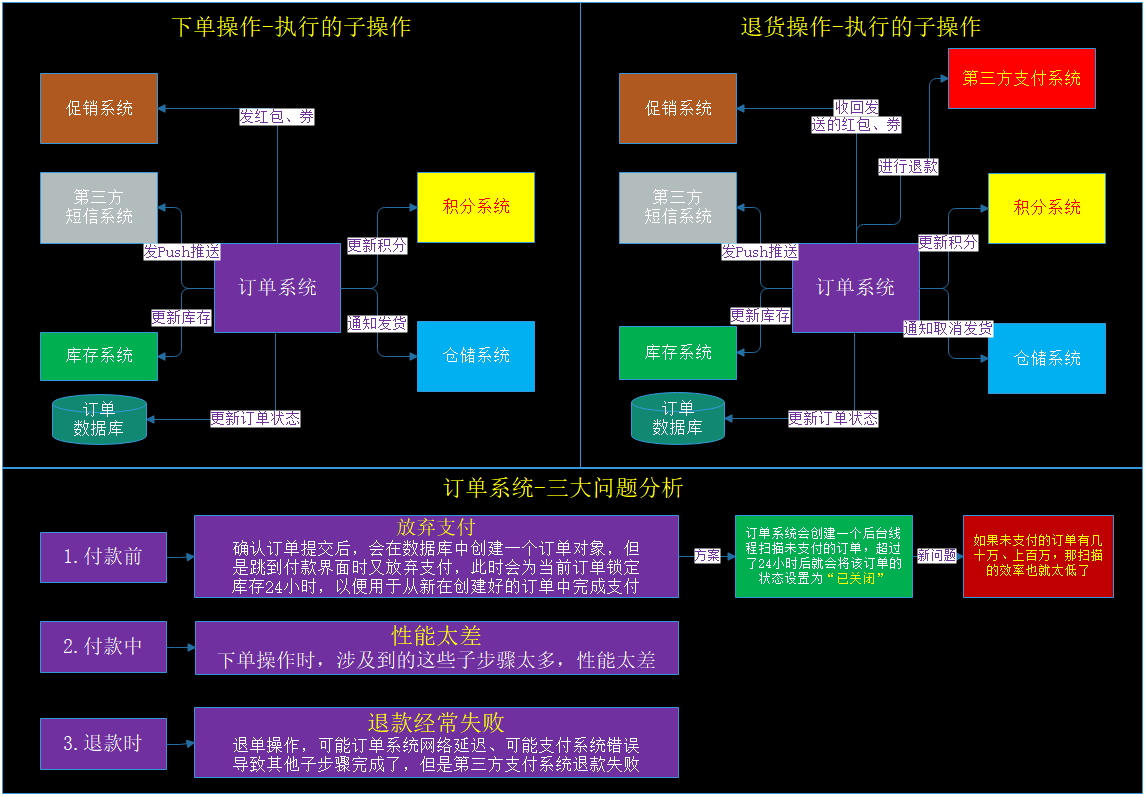 下单操作-执行的子操作
促销系统
发红包、券
第三方
短信系统
发Push推送
积分系统
更新积分
订单系统
更新库存
通知发货
库存系统
仓储系统
订单
数据库
更新订单状态
退货操作-执行的子操作
第三方支付系统
促销系统
收回发
送的红包、券
进行退款
第三方
短信系统
发Push推送
积分系统
更新积分
订单系统
更新库存
通知取消发货
库存系统
仓储系统
订单
数据库
更新订单状态
订单系统-三大问题分析
1.付款前
放弃支付
确认订单提交后，会在数据库中创建一个订单对象，但
是跳到付款界面时又放弃支付，此时会为当前订单锁定
库存24小时，以便用于从新在创建好的订单中完成支付
方案
订单系统会创建一个后台线
程扫描未支付的订单，超过
了24小时后就会将该订单的
状态设置为“已关闭”
新问题
如果未支付的订单有几
十万、上百万，那扫描
的效率也就太低了
2.付款中
性能太差
下单操作时，涉及到的这些子步骤太多，性能太差
3.退款时
退款经常失败
退单操作，可能订单系统网络延迟、可能支付系统错误
导致其他子步骤完成了，但是第三方支付系统退款失败